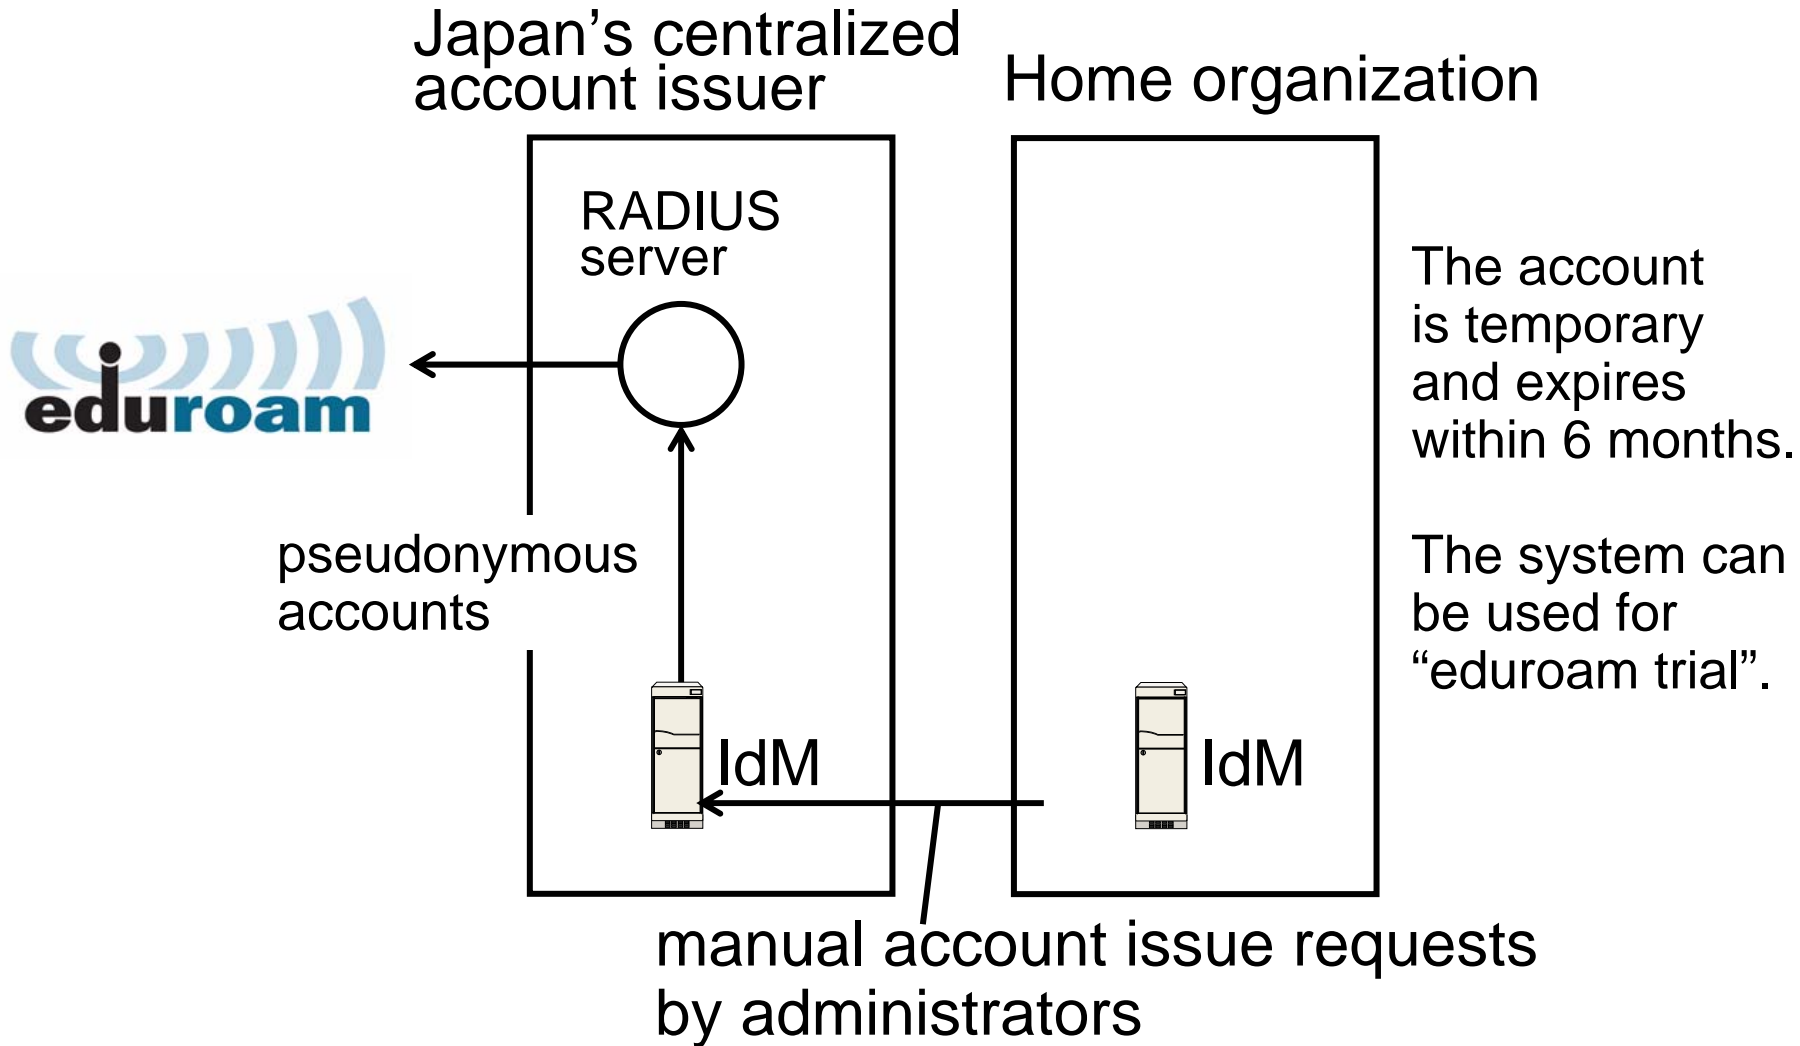 Japan’s centralized
account issuer
Home organization
RADIUS
server
eduroam
The account
is temporary
and expires
within 6 months.
pseudonymous
accounts
The system can
be used for
“eduroam trial”.
IdM
IdM
manual account issue requests
by administrators